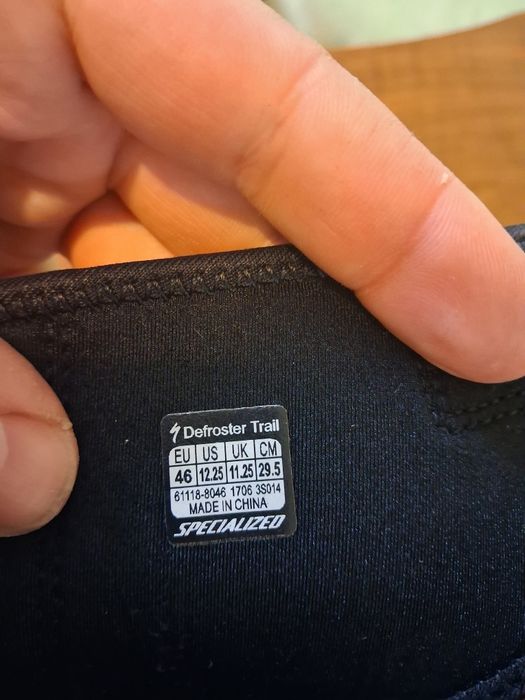 Defroster Trail
EU US UK CM
46 12.25 11.25 29.5
61118-8046 1706 3S014
MADE IN CHINA
SPECIALIZED